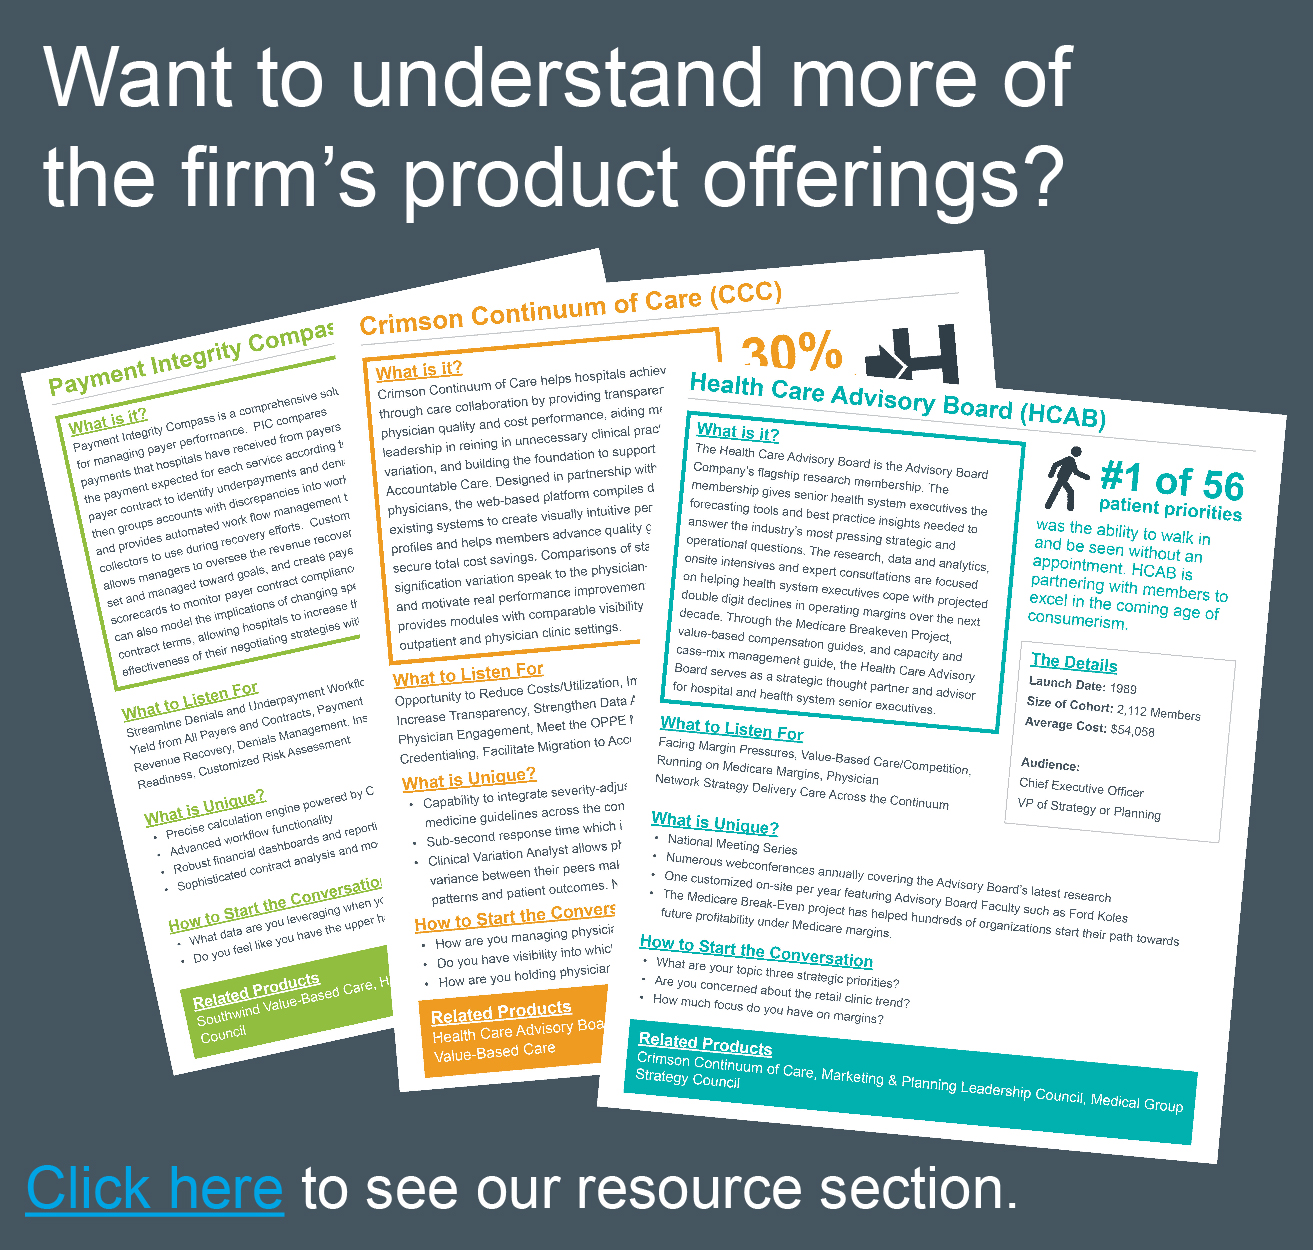 Want to understand more of
the firm’s product offerings?
Payment Integrity Compas
What is it?
Payment Integrity Compass is a comprehensive solu
for managing payer performance. PIC compares
payments that hospitals have received from payers
the payment expected for each service according t
payer contract to identify underpayments and deni
then groups accounts with discrepancies into work
and provides automated work flow management t
collectors to use during recovery efforts. Custom
allows managers to oversee the revenue recover
set and managed toward goals, and create paye
scorecards to monitor payer contract complianc
can also model the implications of changing spe
contract terms, allowing hospitals to increase th
effectiveness of their negotiating strategies wit
What to Listen For
Streamline Denials and Underpayment Workflo
Yield from All Payers and Contracts, Payment
Revenue Recovery, Denials Management, Ins
Readiness, Customized Risk Assessment
What is Unique?
• Precise calculation engine powered by C
• Advanced workflow functionality
• Robust financial dashboards and reporti
• Sophisticated contract analysis and mo
How to Start the Conversatio
• What data are you leveraging when yo
• Do you feel like you have the upper h
Related Products
Southwind Value-Based Care, H
Council
Crimson Continuum of Care (CCC)
30%
What is it?
Crimson Continuum of Care helps hospitals achiev
through care collaboration by providing transparer
physician quality and cost performance, aiding me
leadership in reining in unnecessary clinical prac
variation, and building the foundation to support
Accountable Care. Designed in partnership with
physicians, the web-based platform compiles d
existing systems to create visually intuitive per
profiles and helps members advance quality g
secure total cost savings. Comparisons of sta
signification variation speak to the physician-
and motivate real performance improvemen
provides modules with comparable visibility
outpatient and physician clinic settings.
What to Listen For
Opportunity to Reduce Costs/Utilization, Im
Increase Transparency, Strengthen Data A
Physician Engagement, Meet the OPPE
Credentialing, Facilitate Migration to Acc
What is Unique?
• Capability to integrate severity-adjus
medicine guidelines across the con
• Sub-second response time which i
• Clinical Variation Analyst allows ph
variance between their peers mal
patterns and patient outcomes. N
How to Start the Convers
• How are you managing physicia
• Do you have visibility into whic
• How are you holding physician
Related Products
Health Care Advisory Boa
Value-Based Care
Health Care Advisory Board (HCAB)
What is it?
The Health Care Advisory Board is the Advisory Board
Company’s flagship research membership. The
membership gives senior health system executives the
forecasting tools and best practice insights needed to
answer the industry’s most pressing strategic and
operational questions. The research, data and analytics,
onsite intensives and expert consultations are focused
on helping health system executives cope with projected
double digit declines in operating margins over the next
decade. Through the Medicare Breakeven Project,
value-based compensation guides, and capacity and
case-mix management guide, the Health Care Advisory
Board serves as a strategic thought partner and advisor
for hospital and health system senior executives.
#1 of 56
patient priorities
was the ability to walk in
and be seen without an
appointment. HCAB is
partnering with members to
excel in the coming age of
consumerism.
The Details
Launch Date: 1989
Size of Cohort: 2,112 Members
Average Cost: $54,058
Audience:
Chief Executive Officer
VP of Strategy or Planning
What to Listen For
Facing Margin Pressures, Value-Based Care/Competition,
Running on Medicare Margins, Physician
Network Strategy Delivery Care Across the Continuum
What is Unique?
• National Meeting Series
• Numerous webconferences annually covering the Advisory Board’s latest research
• One customized on-site per year featuring Advisory Board Faculty such as Ford Koles
• The Medicare Break-Even project has helped hundreds of organizations start their path towards
future profitability under Medicare margins.
How to Start the Conversation
• What are your topic three strategic priorities?
• Are you concerned about the retail clinic trend?
• How much focus do you have on margins?
Related Products
Crimson Continuum of Care, Marketing & Planning Leadership Council, Medical Group
Strategy Council
Click here to see our resource section.